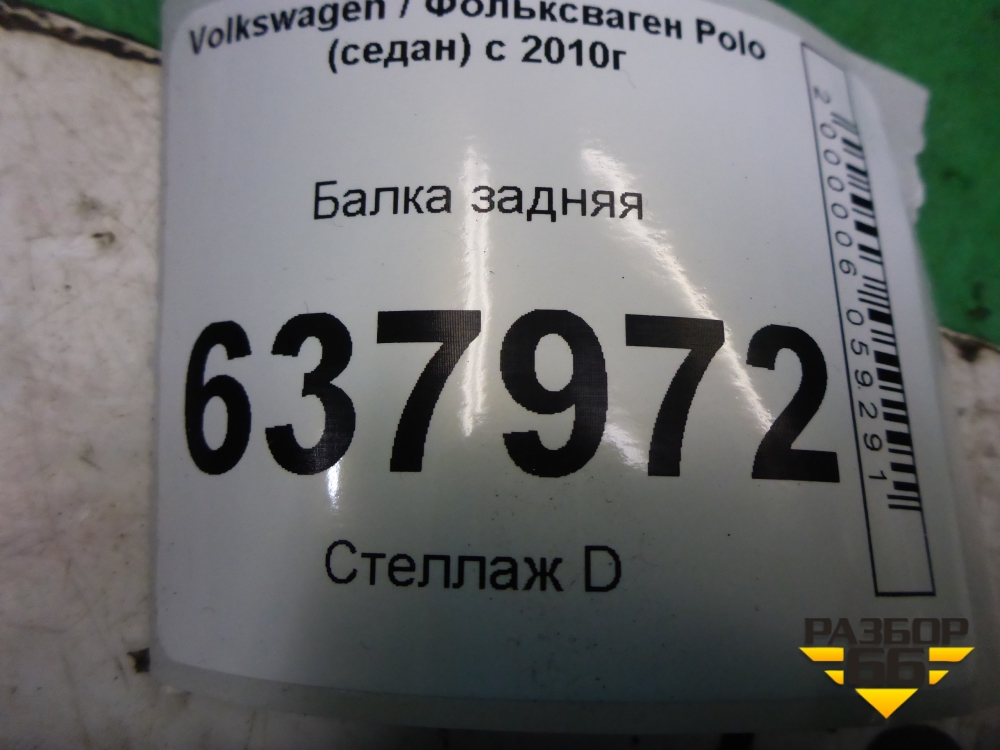 Volkswagen / Фольксваген Polo
(седан) с 2010г
Балка задняя
637972
Стеллаж D
2000006059291
РАЗБОР
66